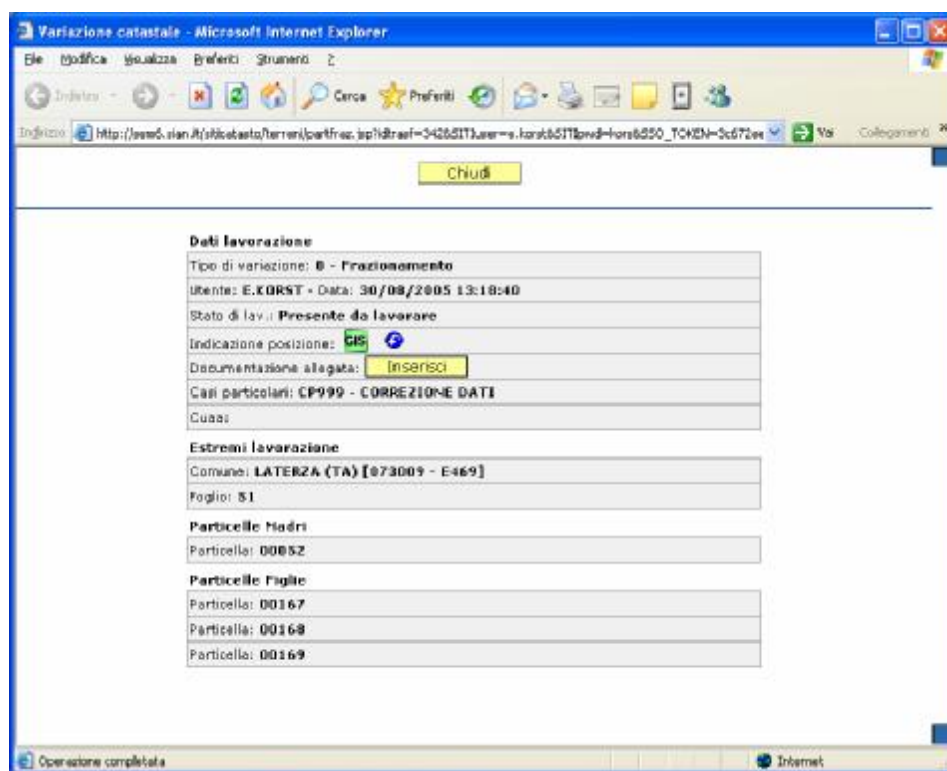 Variazione catastale - Microsoft Internet Explorer
File Modifica Visualizza Preferiti Strumenti ?
Indietro Cerca Preferiti
Indirizzo Vai Collegamenti
Chiudi
Dati lavorazione
Tipo di variazione: 0 - Frazionamento
Utente: E.KORST - Data: 30/08/2005 13:18:40
Stato di lav.: Presente da lavorare
Indicazione posizione: GIS
Documentazione allegata: Inserisci
Casi particolari: CP999 - CORREZIONE DATI
Cuaa:
Estremi lavorazione
Comune: LATERZA (TA) [073009 - E469]
Foglio: 51
Particelle Madri
Particella: 00052
Particelle Figlie
Particella: 00167
Particella: 00168
Particella: 00169
Operazione completata Internet